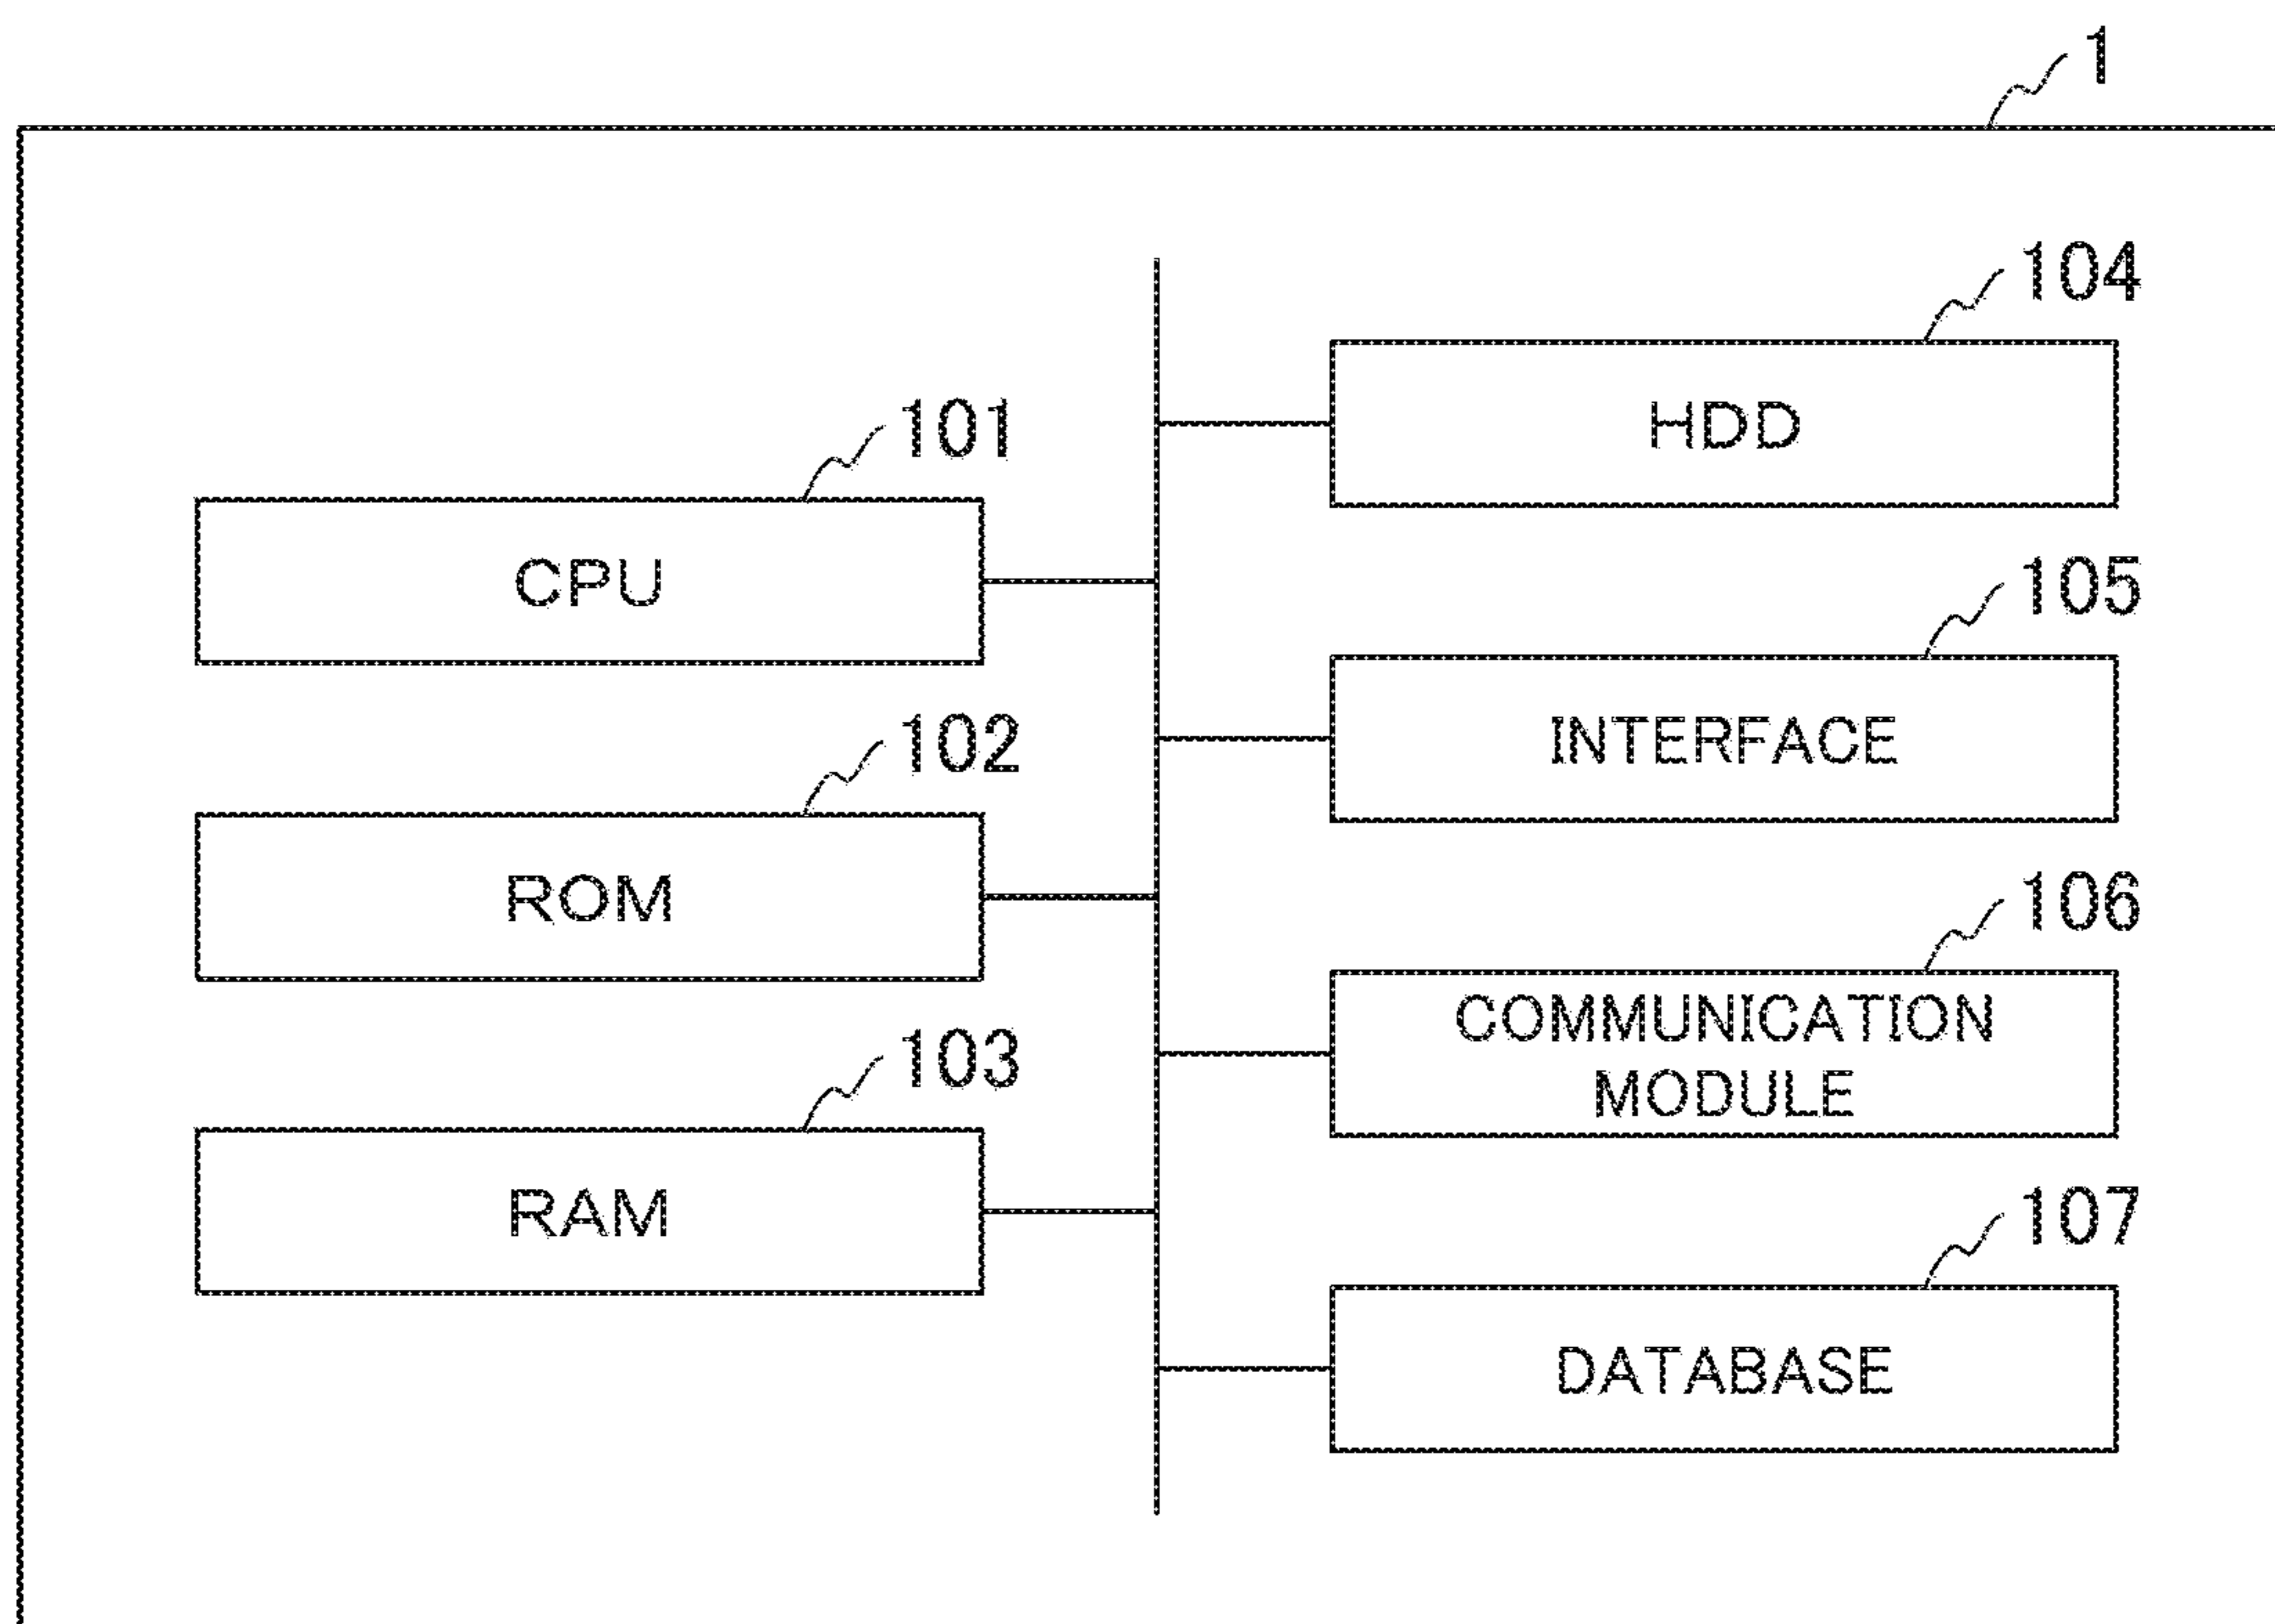 1
101
CPU
102
ROM
103
RAM
104
HDD
105
INTERFACE
106
COMMUNICATION
MODULE
107
DATABASE